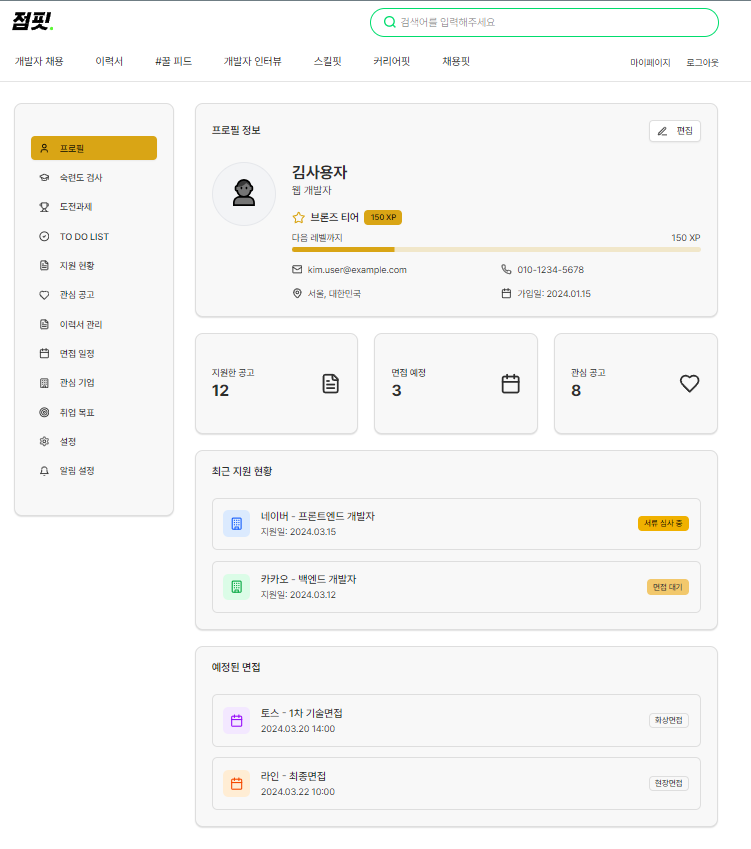 점핏.
검색어를 입력해주세요
개발자 채용 이력서 #꿀 피드 개발자 인터뷰 스킬핏 커리어핏 채용핏 마이페이지 로그아웃
프로필
숙련도 검사
도전과제
TO DO LIST
지원 현황
관심 공고
이력서 관리
면접 일정
관심 기업
취업 목표
설정
알림 설정
프로필 정보
편집
김사용자
웹 개발자
브론즈 티어 150 XP
다음 레벨까지 150 XP
kim.user@example.com 010-1234-5678
서울, 대한민국 가입일: 2024.01.15
지원한 공고
12
면접 예정
3
관심 공고
8
최근 지원 현황
네이버 - 프론트엔드 개발자
지원일: 2024.03.15
서류 심사 중
카카오 - 백엔드 개발자
지원일: 2024.03.12
면접 대기
예정된 면접
토스 - 1차 기술면접
2024.03.20 14:00
화상면접
라인 - 최종면접
2024.03.22 10:00
현장면접